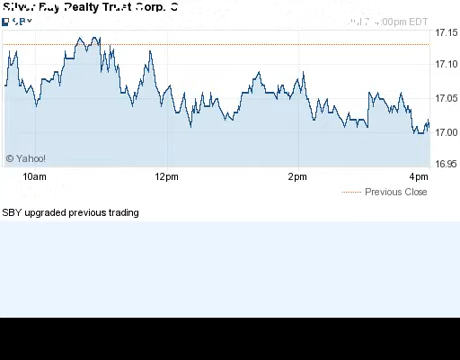 Silver Bay Realty Trust Corp. C
SBY
4:00pm EDT
17.15
17.10
17.05
17.00
16.95
© Yahoo!
10am 12pm 2pm 4pm
Previous Close
SBY upgraded previous trading